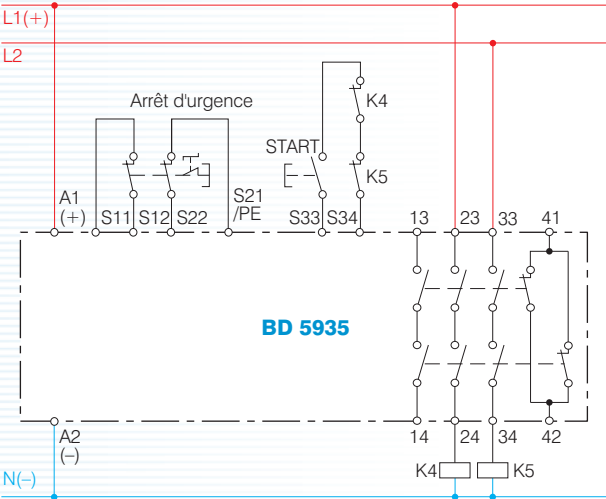 L1(+)
L2
Arrêt d'urgence
K4
START
K5
A1
(+)
S11
S12
S22
S21
/PE
S33
S34
13
23
33
41
BD 5935
A2
(–)
14
24
34
42
K4
K5
N(–)